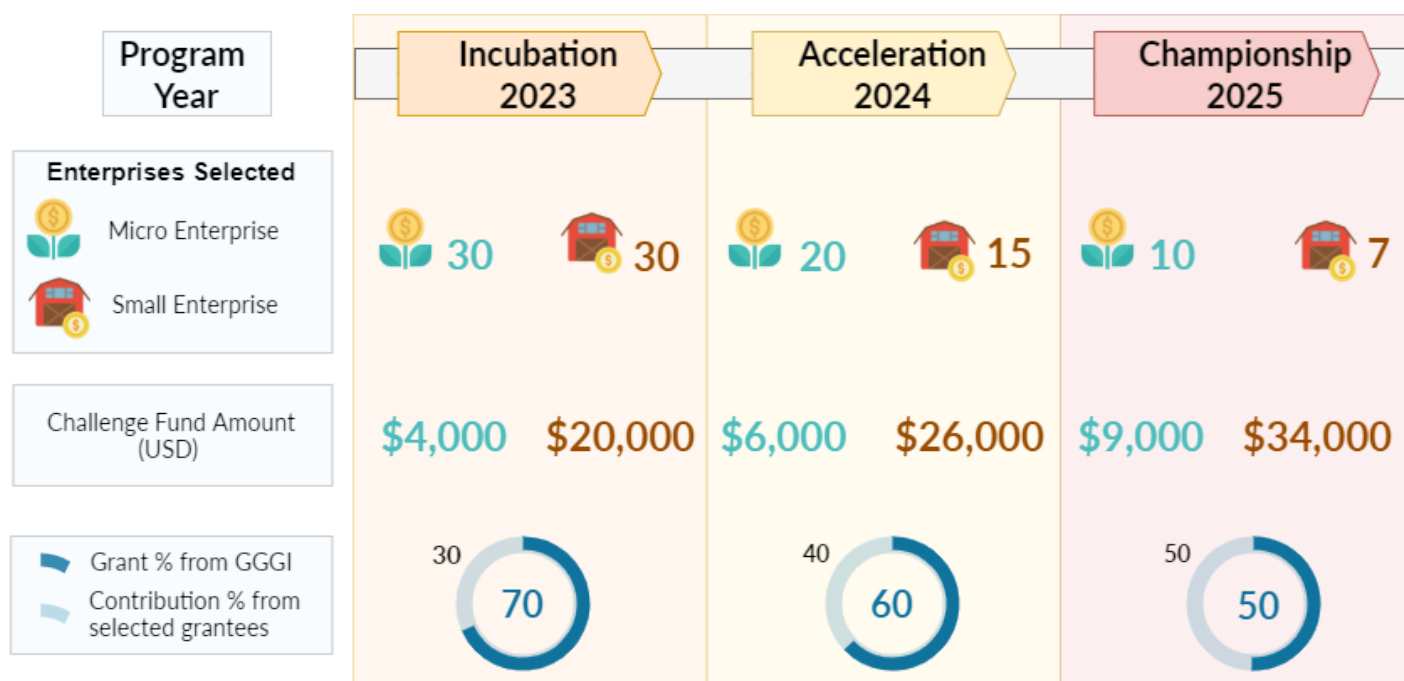 Program
Year
Incubation
2023
Acceleration
2024
Championship
2025
Enterprises Selected
$
Micro Enterprise
$
Small Enterprise
$
30
$
30
$
20
$
15
$
10
$
7
Challenge Fund Amount
(USD)
$4,000
$20,000
$6,000
$26,000
$9,000
$34,000
Grant % from GGGI
Contribution % from
selected grantees
30
70
40
60
50
50